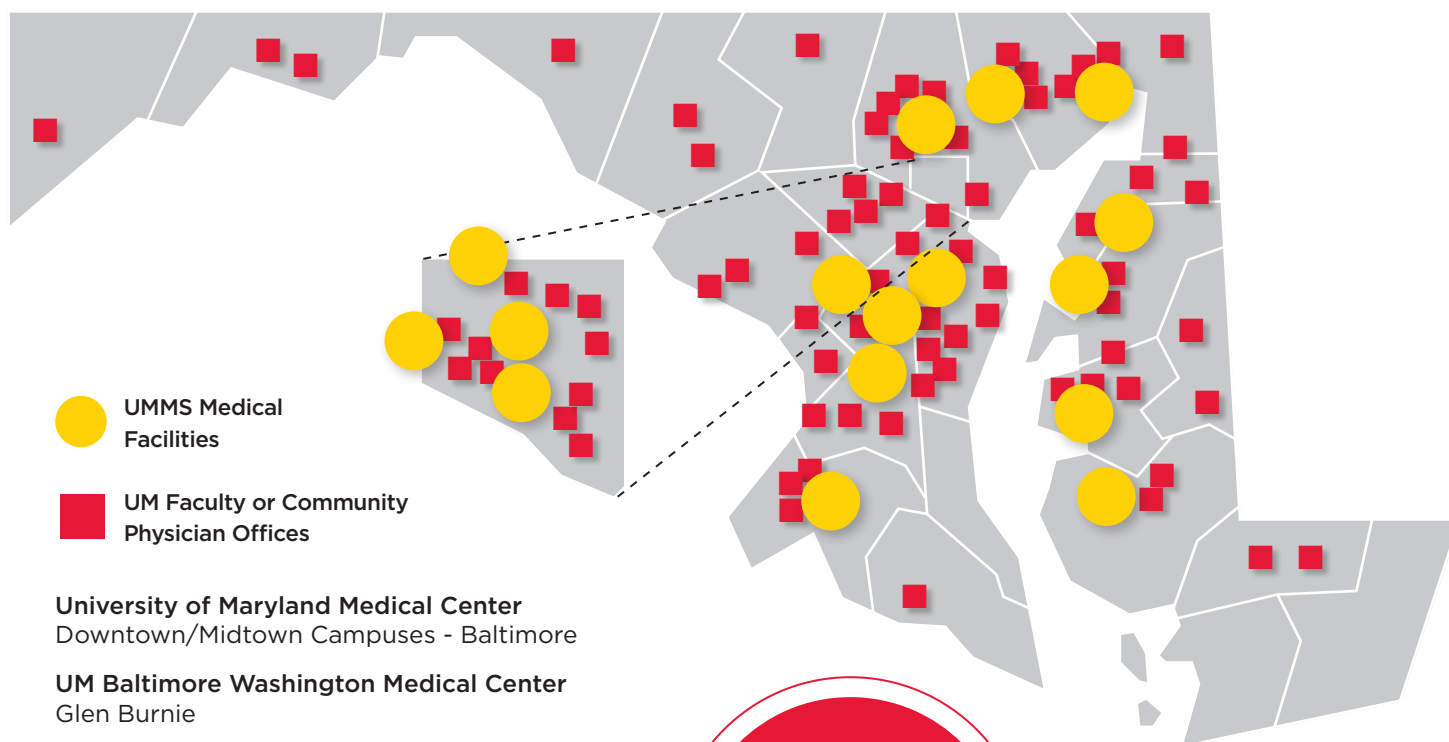 UMMS Medical
Facilities
UM Faculty or Community
Physician Offices
University of Maryland Medical Center
Downtown/Midtown Campuses - Baltimore
UM Baltimore Washington Medical Center
Glen Burnie